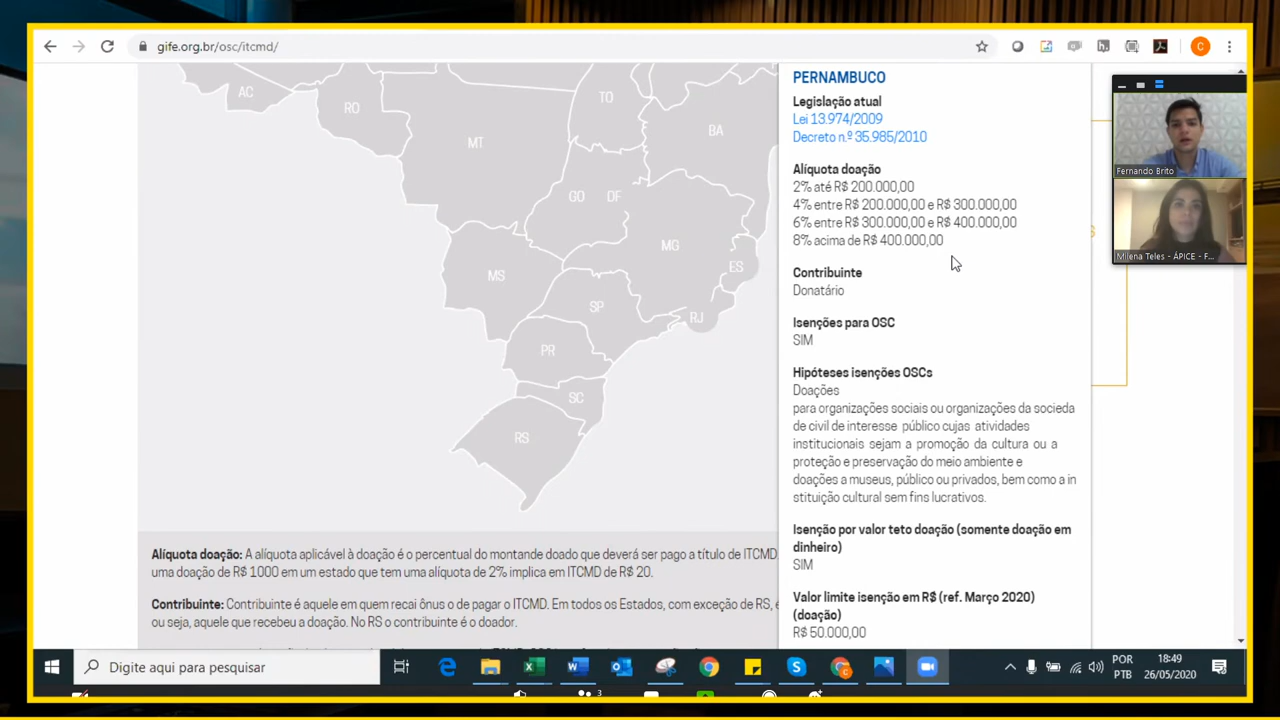 gife.org.br/osc/itcmd/
C
AC
RO
TO
MT
BA
GO
DF
MG
ES
MS
SP
RJ
PR
SC
RS
PERNAMBUCO
Legislação atual
Lei 13.974/2009
Decreto n.º 35.985/2010
Alíquota doação
2% até R$ 200.000,00
4% entre R$ 200.000,00 e R$ 300.000,00
6% entre R$ 300.000,00 e R$ 400.000,00
8% acima de R$ 400.000,00
Contribuinte
Donatário
Isenções para OSC
SIM
Hipóteses isenções OSCs
Doações
para organizações sociais ou organizações da socieda
de civil de interesse público cujas atividades
institucionais sejam a promoção da cultura ou a
proteção e preservação do meio ambiente e
doações a museus, público ou privados, bem como a in
stituição cultural sem fins lucrativos.
Isenção por valor teto doação (somente doação em
dinheiro)
SIM
Valor limite isenção em R$ (ref. Março 2020)
(doação)
R$ 50.000,00
Fernando Brito
Milena Teles - ÁPICE - F...
Alíquota doação: A alíquota aplicável à doação é o percentual do montande doado que deverá ser pago a título de ITCMD,
uma doação de R$ 1000 em um estado que tem uma alíquota de 2% implica em ITCMD de R$ 20.
Contribuinte: Contribuinte é aquele em quem recai ônus o de pagar o ITCMD. Em todos os Estados, com exceção de RS,
ou seja, aquele que recebeu a doação. No RS o contribuinte é o doador.
Digite aqui para pesquisar
POR
PTB
18:49
26/05/2020
3